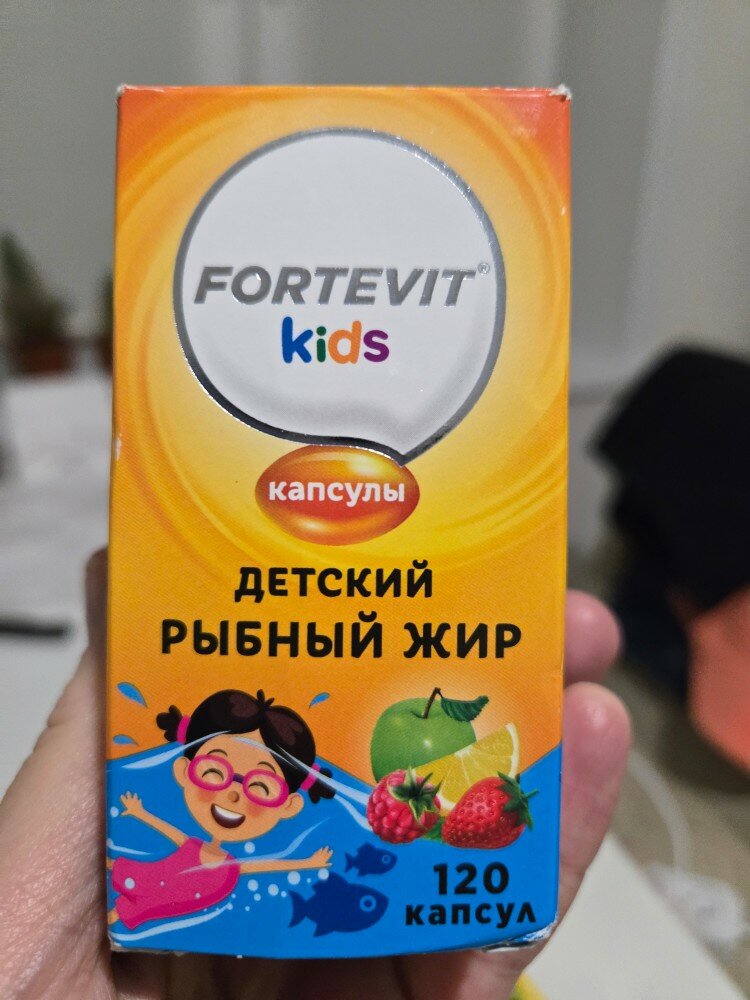 FORTEVIT®
kids
капсулы
ДЕТСКИЙ
РЫБНЫЙ ЖИР
120
капсул